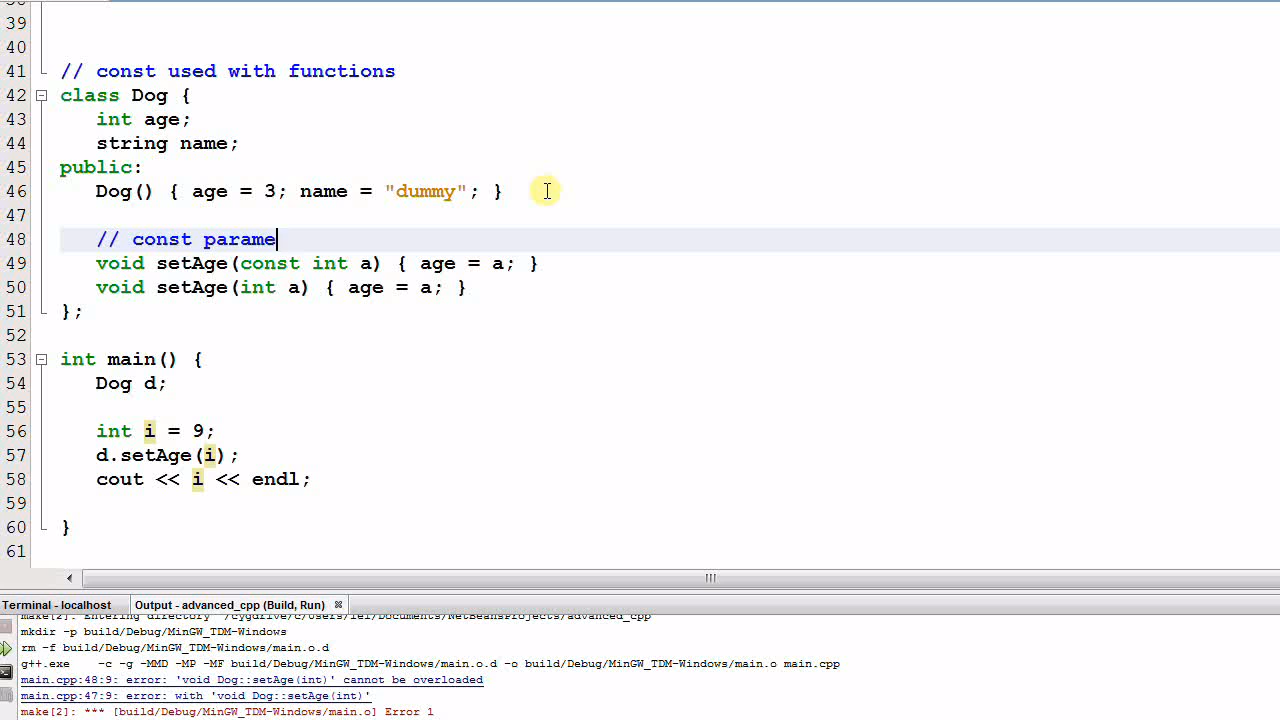 39
40
41 // const used with functions
42 class Dog {
43 int age;
44 string name;
45 public:
46 Dog() { age = 3; name = "dummy"; }
47
48 // const parame
49 void setAge(const int a) { age = a; }
50 void setAge(int a) { age = a; }
51 };
52
53 int main() {
54 Dog d;
55
56 int i = 9;
57 d.setAge(i);
58 cout << i << endl;
59
60 }
61
Terminal - localhost Output - advanced_cpp (Build, Run)
make[2]: Entering directory
mkdir -p build/Debug/MinGW_TDM-Windows
rm -f build/Debug/MinGW_TDM-Windows/main.o.d
g++.exe -c -g -MMD -MP -MF build/Debug/MinGW_TDM-Windows/main.o.d -o build/Debug/MinGW_TDM-Windows/main.o main.cpp
main.cpp:48:9: error: 'void Dog::setAge(int)' cannot be overloaded
main.cpp:47:9: error: with 'void Dog::setAge(int)'
make[2]: *** [build/Debug/MinGW_TDM-Windows/main.o] Error 1